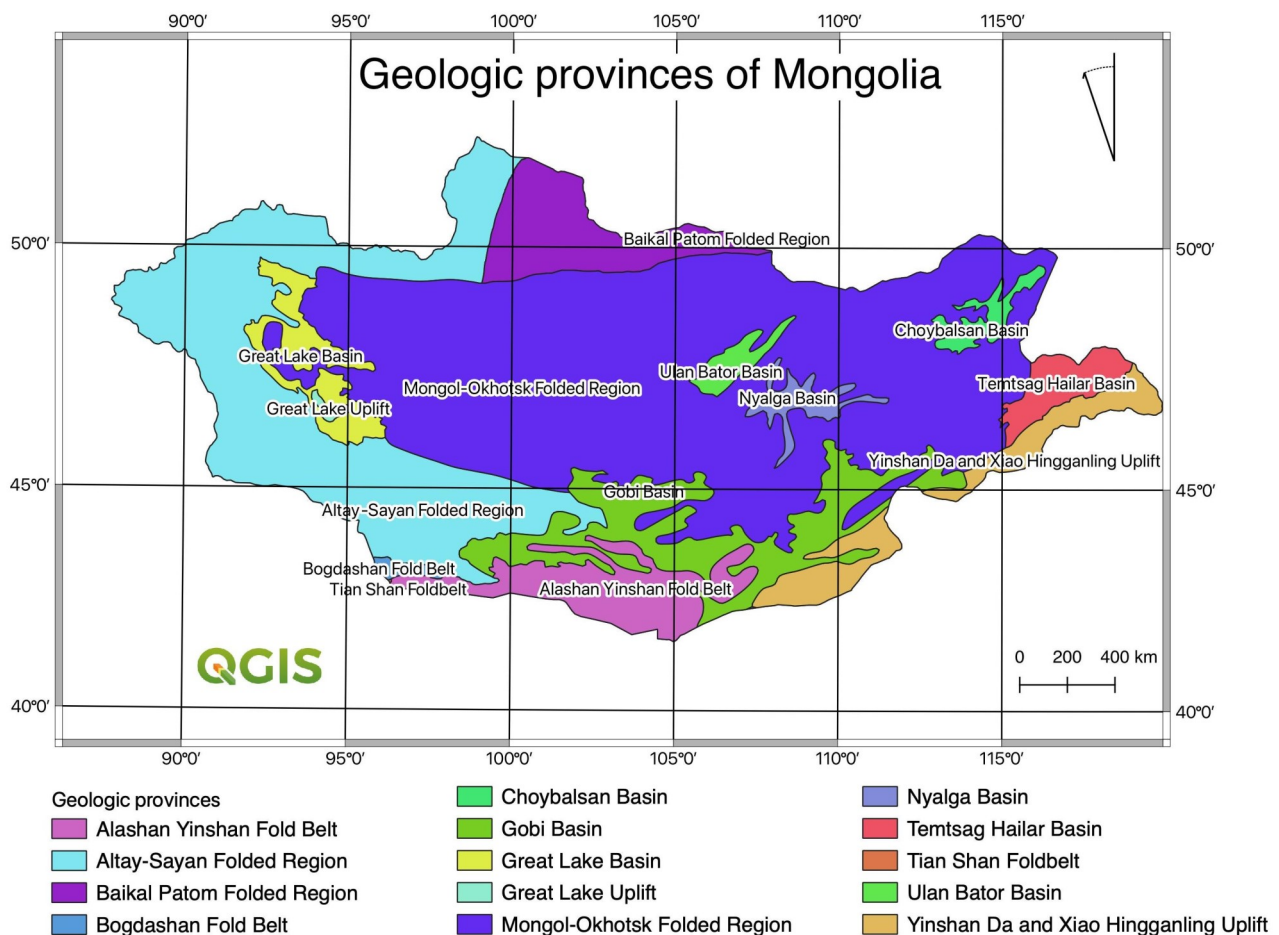 90°0′ 95°0′ 100°0′ 105°0′ 110°0′ 115°0′
Geologic provinces of Mongolia
50°0′ 50°0′
Baikal Patom Folded Region
Choybalsan Basin
Great Lake Basin
Ulan Bator Basin
Temtsag Hailar Basin
Mongol-Okhotsk Folded Region
Nyalga Basin
Great Lake Uplift
Yinshan Da and Xiao Hingganling Uplift
45°0′ 45°0′
Gobi Basin
Altay-Sayan Folded Region
Bogdashan Fold Belt
Tian Shan Foldbelt
Alashan Yinshan Fold Belt
QGIS
0 200 400 km
40°0′ 40°0′
90°0′ 95°0′ 100°0′ 105°0′ 110°0′ 115°0′
Geologic provinces
Alashan Yinshan Fold Belt
Altay-Sayan Folded Region
Baikal Patom Folded Region
Bogdashan Fold Belt
Choybalsan Basin
Gobi Basin
Great Lake Basin
Great Lake Uplift
Mongol-Okhotsk Folded Region
Nyalga Basin
Temtsag Hailar Basin
Tian Shan Foldbelt
Ulan Bator Basin
Yinshan Da and Xiao Hingganling Uplift